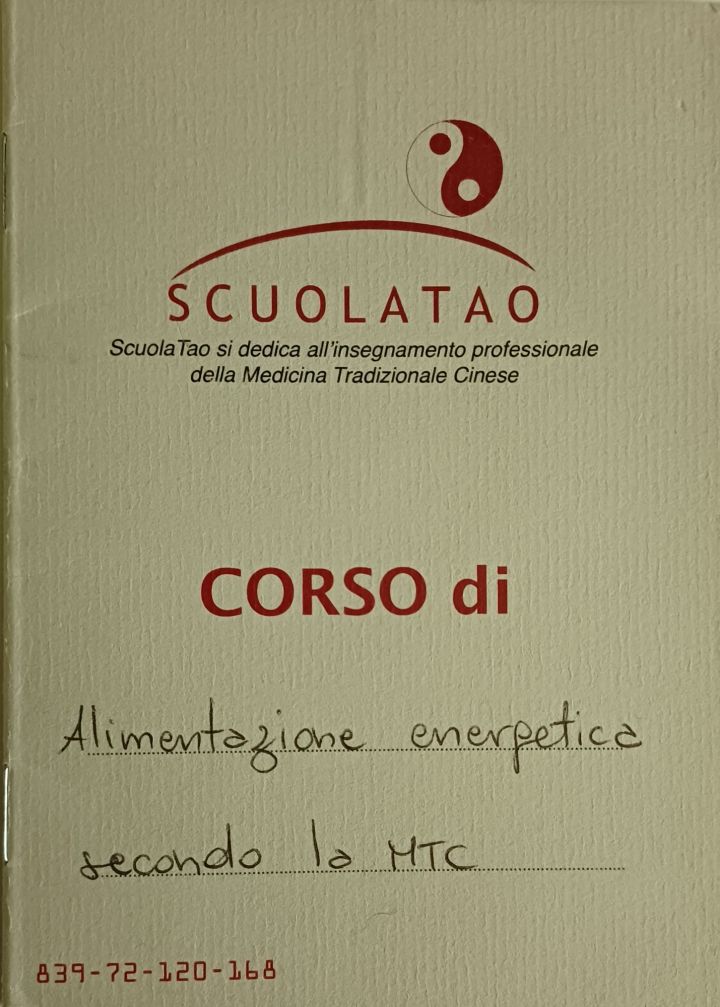 SCUOLATAO
ScuolaTao si dedica all'insegnamento professionale
della Medicina Tradizionale Cinese
CORSO di
Alimentazione energetica
secondo la MTC
839-72-120-168